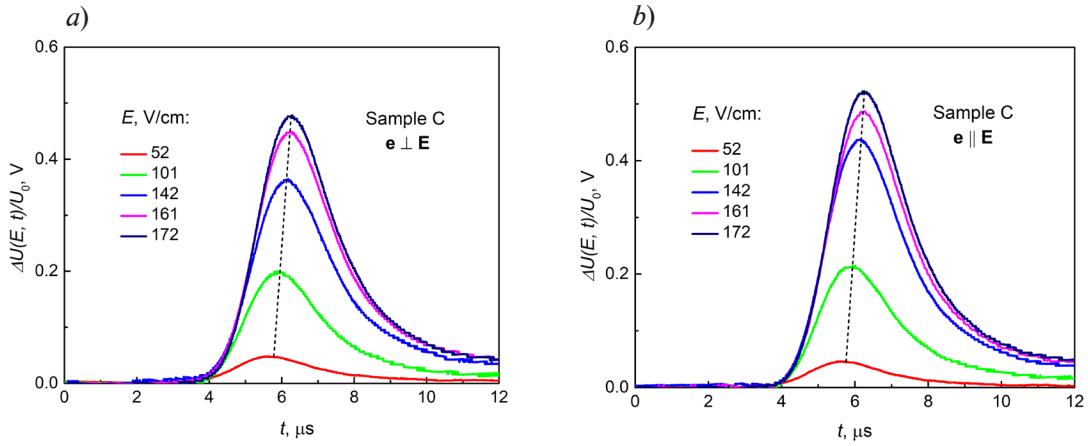 a)
0.6
0.4
0.2
0.0
ΔU(E, t)/U₀, V
E, V/cm:
52
101
142
161
172
Sample C
e ⊥ E
0 2 4 6 8 10 12
t, μs
b)
0.6
0.4
0.2
0.0
ΔU(E, t)/U₀, V
E, V/cm:
52
101
142
161
172
Sample C
e || E
0 2 4 6 8 10 12
t, μs